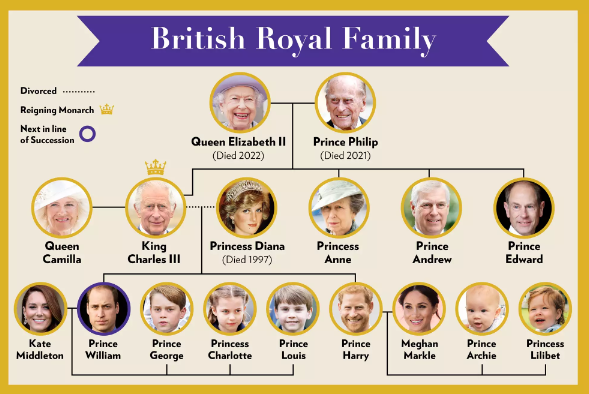 British Royal Family
Divorced
Reigning Monarch
Next in line
of Succession
Queen Elizabeth II
(Died 2022)
Prince Philip
(Died 2021)
Queen
Camilla
King
Charles III
Princess Diana
(Died 1997)
Princess
Anne
Prince
Andrew
Prince
Edward
Kate
Middleton
Prince
William
Prince
George
Princess
Charlotte
Prince
Louis
Prince
Harry
Meghan
Markle
Prince
Archie
Princess
Lilibet